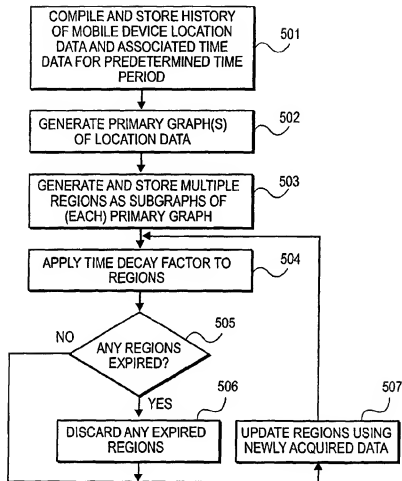 COMPILE AND STORE HISTORY
OF MOBILE DEVICE LOCATION
DATA AND ASSOCIATED TIME
DATA FOR PREDETERMINED TIME
PERIOD
501
GENERATE PRIMARY GRAPH(S)
OF LOCATION DATA
502
GENERATE AND STORE MULTIPLE
REGIONS AS SUBGRAPHS OF
(EACH) PRIMARY GRAPH
503
APPLY TIME DECAY FACTOR TO
REGIONS
504
NO
ANY REGIONS
EXPIRED?
505
YES
506
DISCARD ANY EXPIRED
REGIONS
507
UPDATE REGIONS USING
NEWLY ACQUIRED DATA